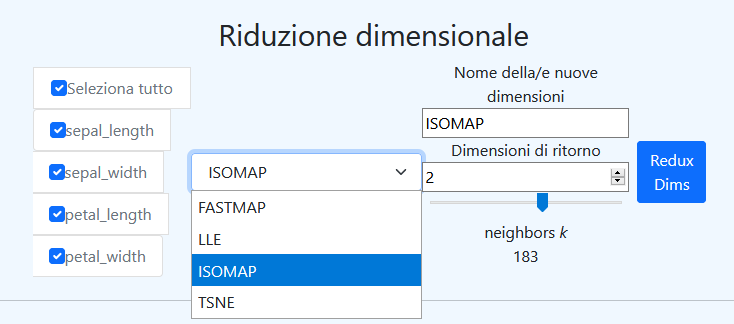 Riduzione dimensionale
Seleziona tutto
sepal_length
sepal_width
petal_length
petal_width
ISOMAP
FASTMAP
LLE
ISOMAP
TSNE
Nome della/e nuove
dimensioni
ISOMAP
Dimensioni di ritorno
2
neighbors k
183
Redux
Dims